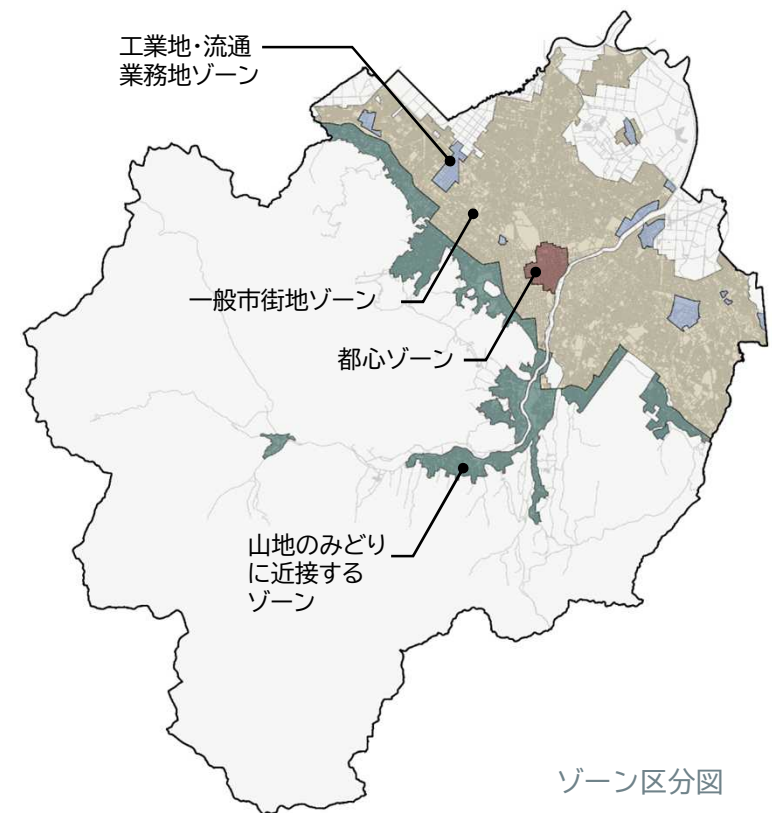 工業地・流通
業務地ゾーン
一般市街地ゾーン
都心ゾーン
山地のみどり
に近接する
ゾーン
ゾーン区分図